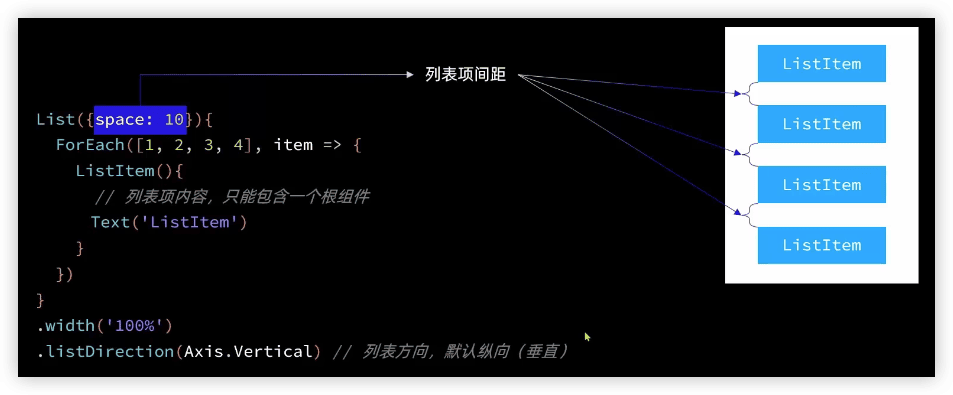 列表项间距
List({space: 10}){
ForEach([1, 2, 3, 4], item => {
ListItem(){
// 列表项内容，只能包含一个根组件
Text('ListItem')
}
})
}
.width('100%')
.listDirection(Axis.Vertical) // 列表方向，默认纵向（垂直）
ListItem
ListItem
ListItem
ListItem